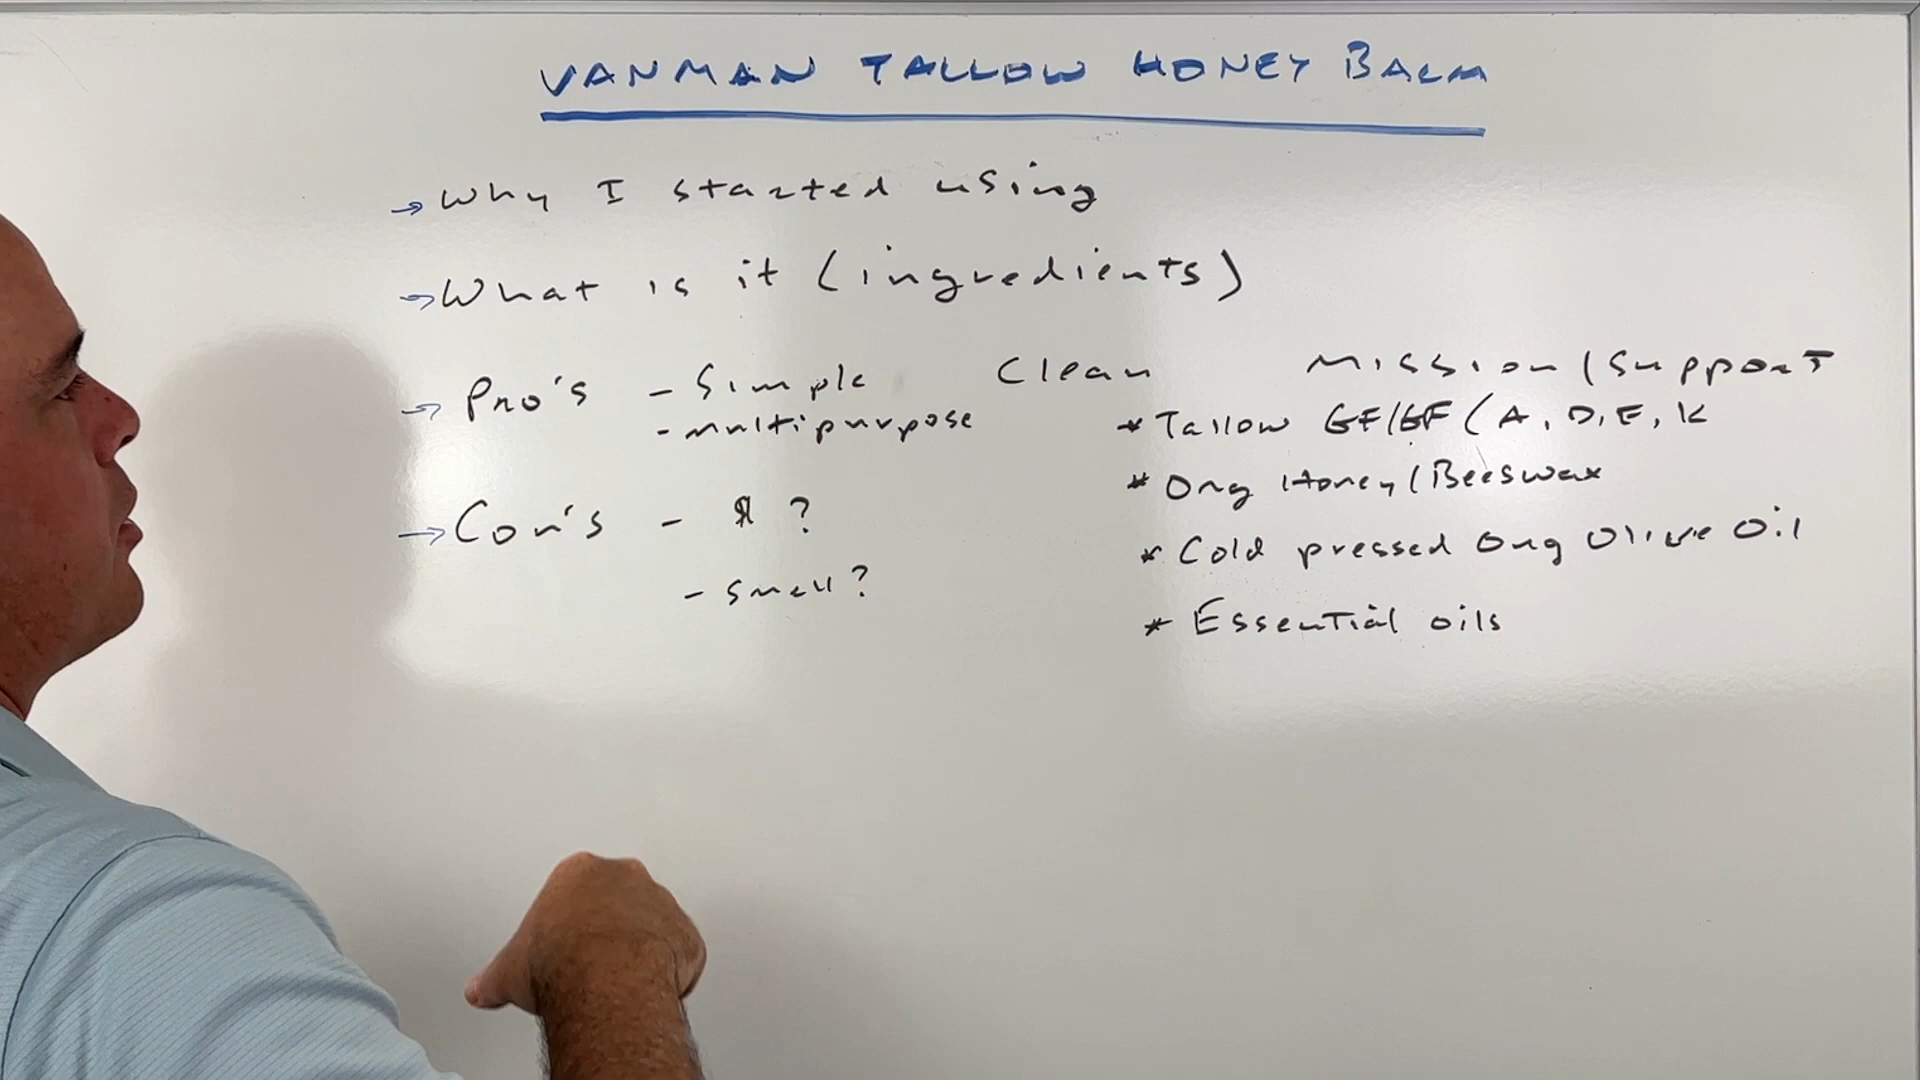 VANMAN TALLOW HONEY BALM
→ Why I started using
→ What is it (ingredients)
→ Pro's - Simple Clean Mission / Support
- multipurpose
* Tallow GF/GF (A, D, E, K
* Org Honey / Beeswax
→ Con's - $ ?
* Cold pressed Org Olive Oil
- Smell?
* Essential oils